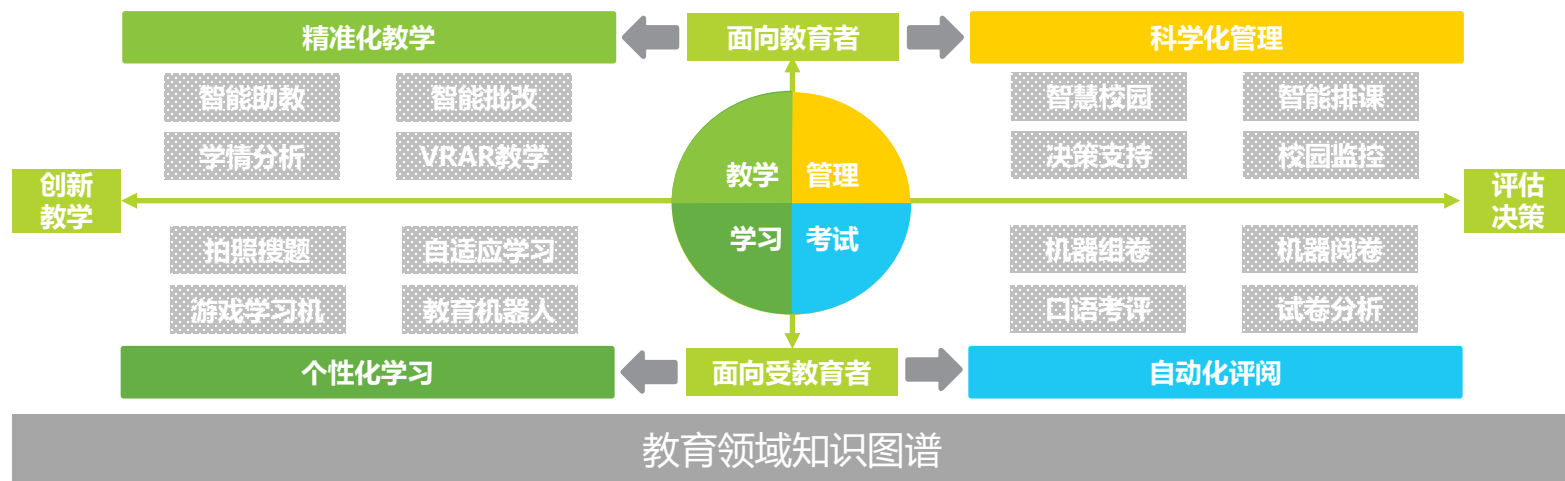 精准化教学
面向教育者
科学化管理
智能助教
智能批改
智慧校园
智能排课
学情分析
VRAR教学
决策支持
校园监控
教学
管理
创新
教学
评估
决策
学习
考试
拍照搜题
自适应学习
机器组卷
机器阅卷
游戏学习机
教育机器人
口语考评
试卷分析
个性化学习
面向受教育者
自动化评阅
教育领域知识图谱